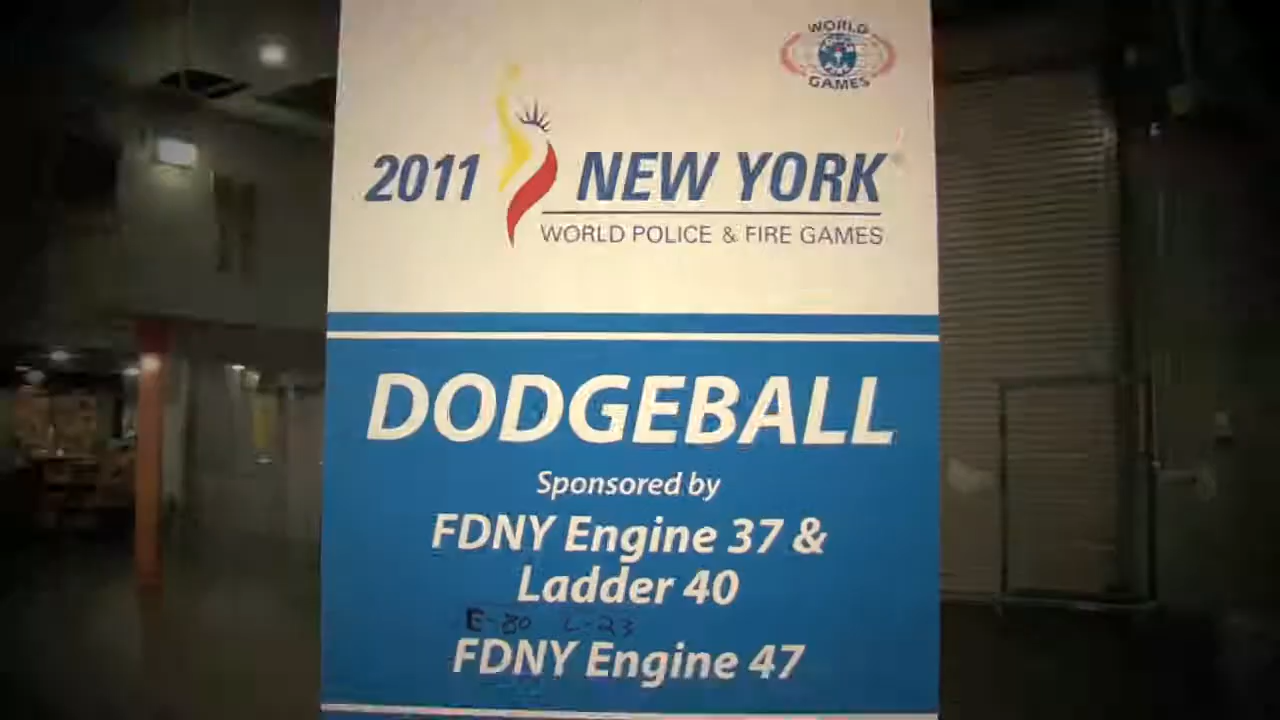 WORLD
GAMES
2011 NEW YORK
WORLD POLICE & FIRE GAMES
DODGEBALL
Sponsored by
FDNY Engine 37 &
Ladder 40
E-80 L-23
FDNY Engine 47